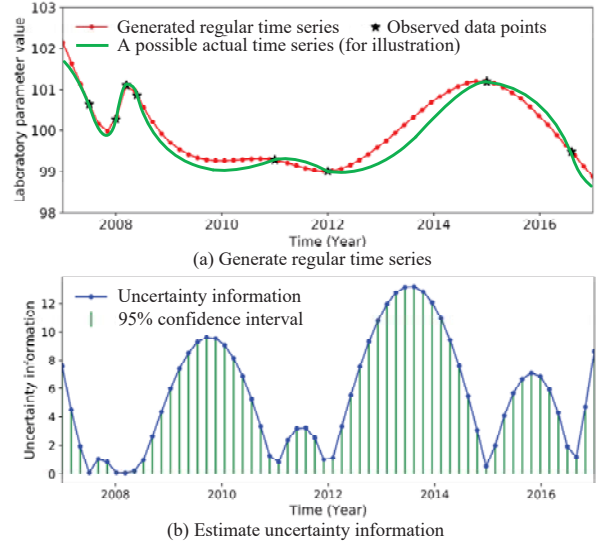 103
102
101
100
99
98
Laboratory parameter value
Generated regular time series
Observed data points
A possible actual time series (for illustration)
2008 2010 2012 2014 2016
Time (Year)
(a) Generate regular time series
12
10
8
6
4
2
0
Uncertainty information
Uncertainty information
95% confidence interval
2008 2010 2012 2014 2016
Time (Year)
(b) Estimate uncertainty information